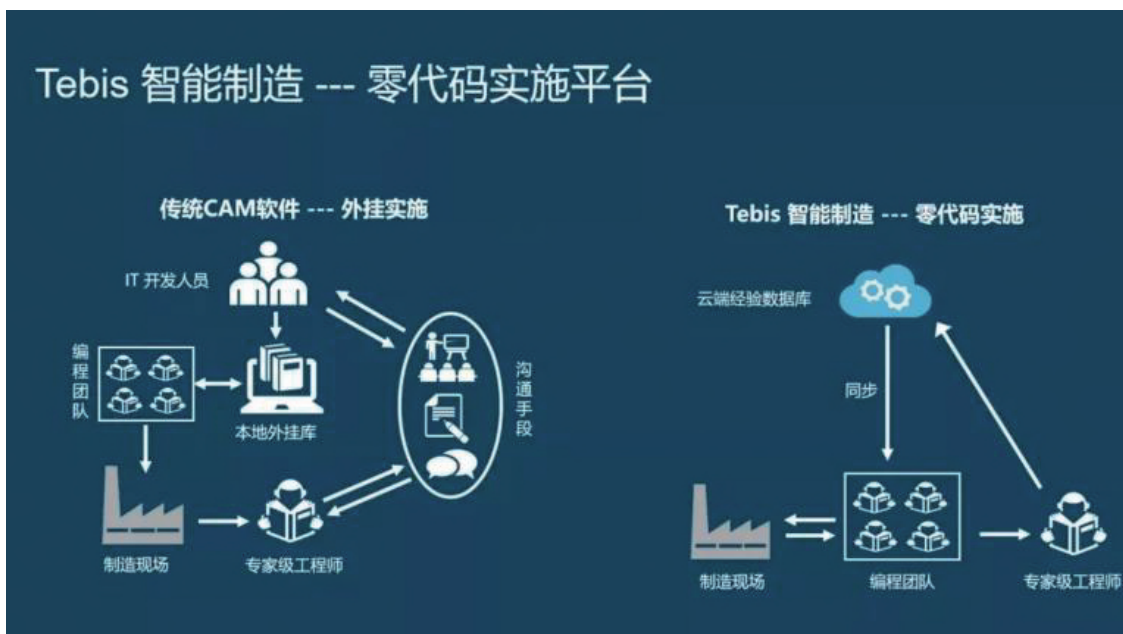 Tebis 智能制造 --- 零代码实施平台
传统CAM软件 --- 外挂实施
IT 开发人员
编程团队
本地外挂库
沟通手段
制造现场
专家级工程师
Tebis 智能制造 --- 零代码实施
云端经验数据库
同步
制造现场
编程团队
专家级工程师